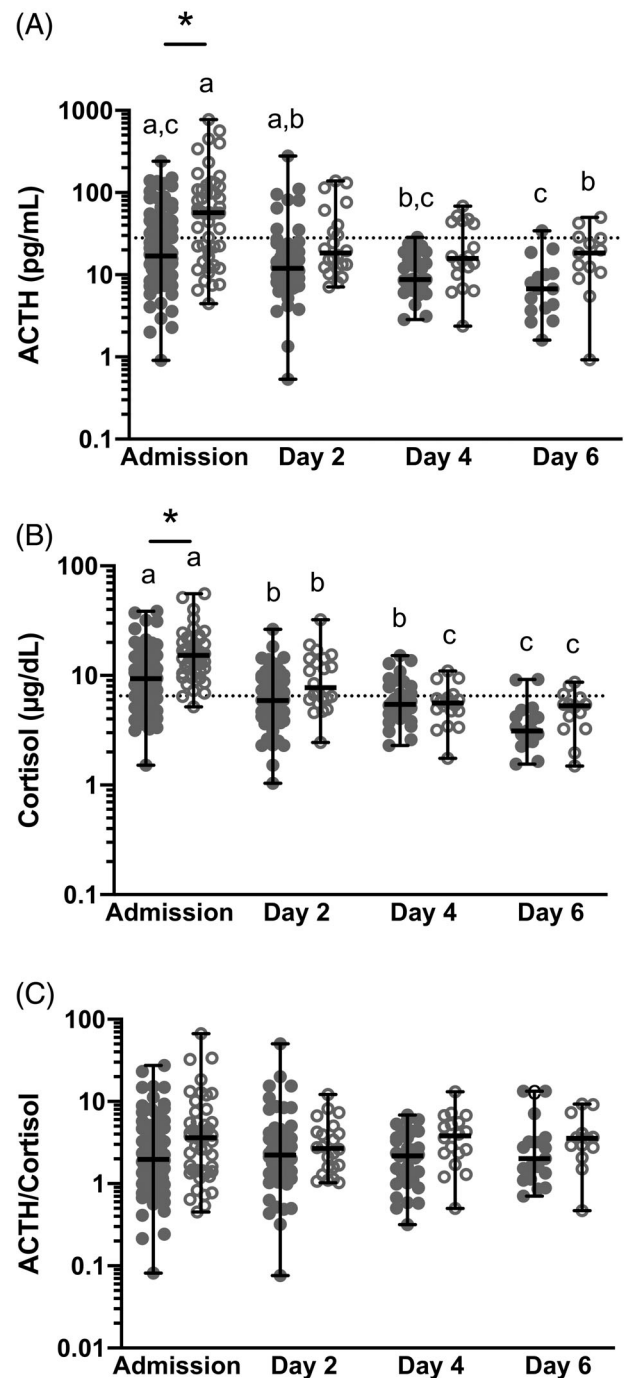 (A)
*
a
a,c
a,b
b,c
c
b
1000
100
10
1
0.1
ACTH (pg/mL)
Admission Day 2 Day 4 Day 6
(B)
*
a
a
b
b
b
c
c
c
100
10
1
0.1
Cortisol (µg/dL)
Admission Day 2 Day 4 Day 6
(C)
100
10
1
0.1
0.01
ACTH/Cortisol
Admission Day 2 Day 4 Day 6